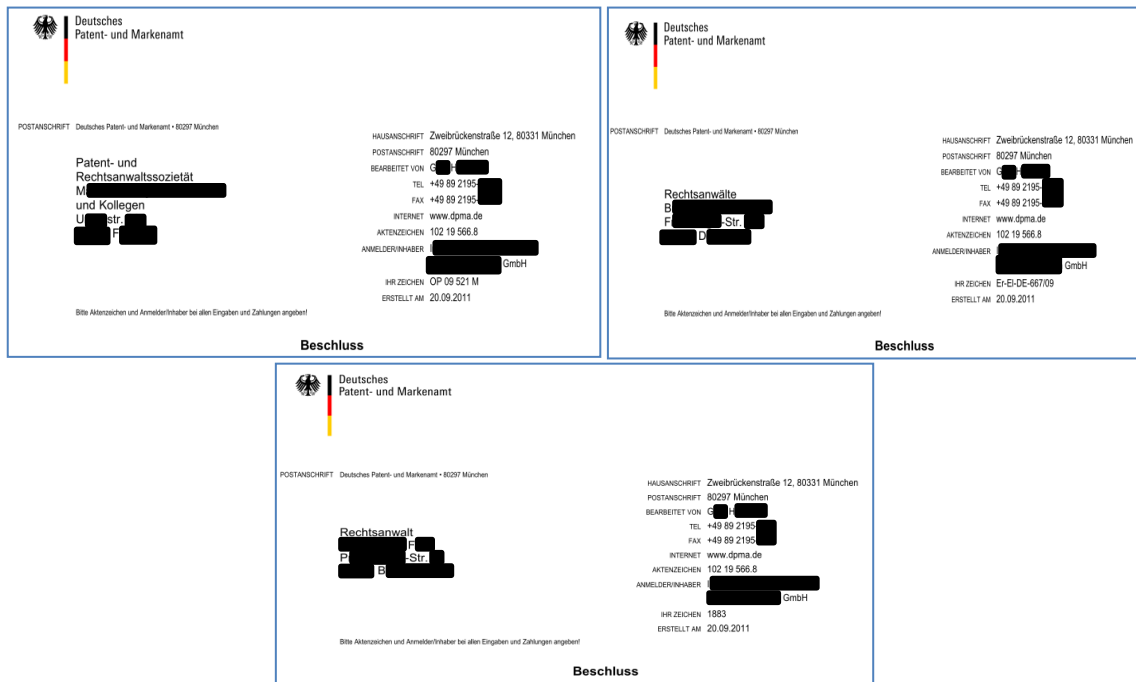 Deutsches
Patent- und Markenamt
POSTANSCHRIFT Deutsches Patent- und Markenamt • 80297 München
Patent- und
Rechtsanwaltssozietät
M
und Kollegen
U str.
F
HAUSANSCHRIFT Zweibrückenstraße 12, 80331 München
POSTANSCHRIFT 80297 München
BEARBEITET VON G H
TEL +49 89 2195-
FAX +49 89 2195-
INTERNET www.dpma.de
AKTENZEICHEN 102 19 566.8
ANMELDER/INHABER I
GmbH
IHR ZEICHEN OP 09 521 M
ERSTELLT AM 20.09.2011
Bitte Aktenzeichen und Anmelder/Inhaber bei allen Eingaben und Zahlungen angeben!
Beschluss
Deutsches
Patent- und Markenamt
POSTANSCHRIFT Deutsches Patent- und Markenamt • 80297 München
Rechtsanwälte
B
F -Str.
D
HAUSANSCHRIFT Zweibrückenstraße 12, 80331 München
POSTANSCHRIFT 80297 München
BEARBEITET VON G H
TEL +49 89 2195-
FAX +49 89 2195-
INTERNET www.dpma.de
AKTENZEICHEN 102 19 566.8
ANMELDER/INHABER
GmbH
IHR ZEICHEN Er-El-DE-667/09
ERSTELLT AM 20.09.2011
Bitte Aktenzeichen und Anmelder/Inhaber bei allen Eingaben und Zahlungen angeben!
Beschluss
Deutsches
Patent- und Markenamt
POSTANSCHRIFT Deutsches Patent- und Markenamt • 80297 München
Rechtsanwalt
F
P -Str.
B
HAUSANSCHRIFT Zweibrückenstraße 12, 80331 München
POSTANSCHRIFT 80297 München
BEARBEITET VON G H
TEL +49 89 2195-
FAX +49 89 2195-
INTERNET www.dpma.de
AKTENZEICHEN 102 19 566.8
ANMELDER/INHABER I
GmbH
IHR ZEICHEN 1883
ERSTELLT AM 20.09.2011
Bitte Aktenzeichen und Anmelder/Inhaber bei allen Eingaben und Zahlungen angeben!
Beschluss